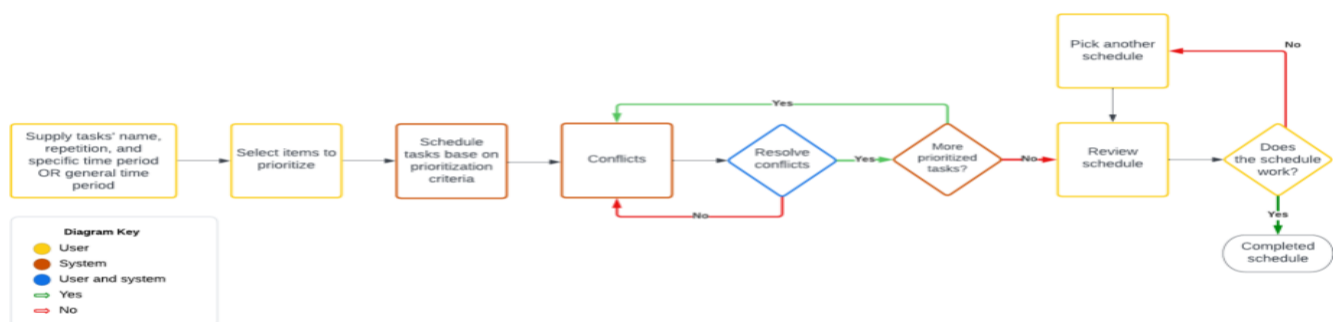 Pick another
schedule
No
Yes
Supply tasks' name,
repetition, and
specific time period
OR general time
period
Select items to
prioritize
Schedule
tasks base on
prioritization
criteria
Conflicts
Resolve
conflicts
Yes
More
prioritized
tasks?
No
Review
schedule
Does
the schedule
work?
No
Yes
Completed
schedule
Diagram Key
User
System
User and system
Yes
No